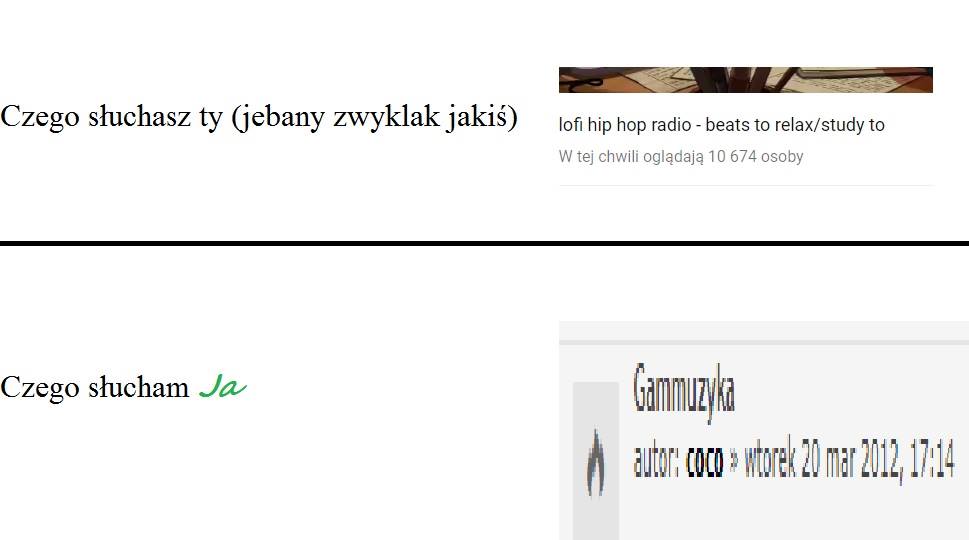 Czego słuchasz ty (jebany zwyklak jakiś)
lofi hip hop radio - beats to relax/study to
W tej chwili oglądają 10 674 osoby
Czego słucham Ja
Gammuzyka
autor: coco » wtorek 20 mar 2012, 17:14